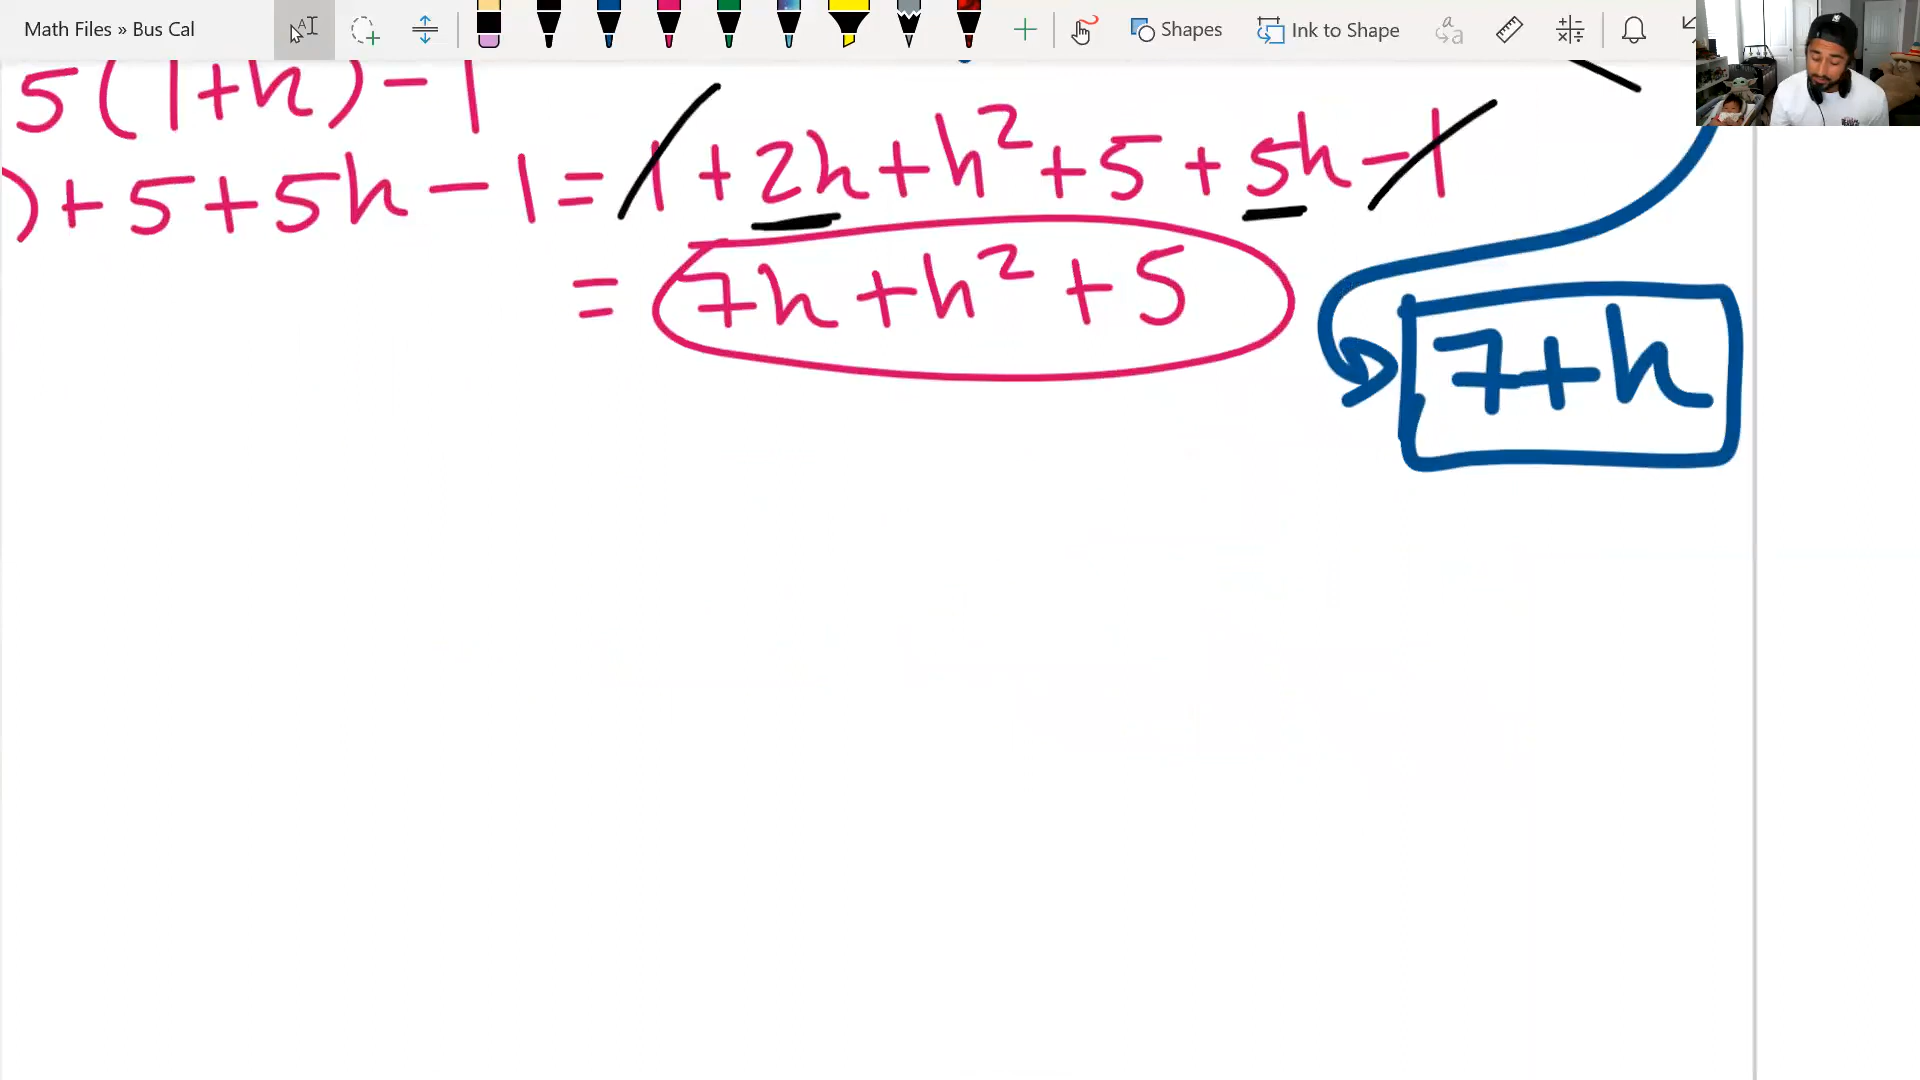 Math Files » Bus Cal
Shapes
Ink to Shape
5(1+h)-1
)+5+5h-1=1+2h+h²+5+5h-1
=7h+h²+5
7+h